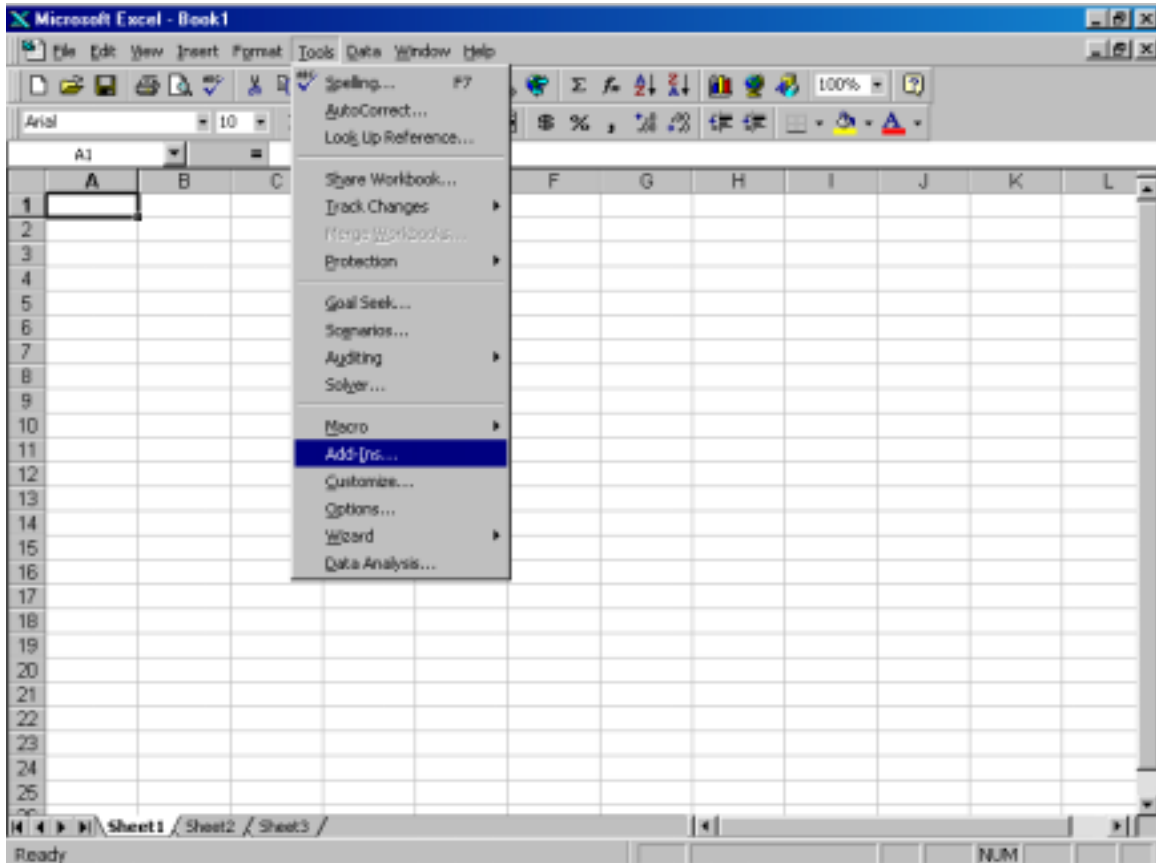 Microsoft Excel - Book1
File Edit View Insert Format Tools Data Window Help
100%
Arial 10
A1 =
Spelling... F7
AutoCorrect...
Look Up Reference...
Share Workbook...
Track Changes
Merge Workbooks...
Protection
Goal Seek...
Scenarios...
Auditing
Solver...
Macro
Add-Ins...
Customize...
Options...
Wizard
Data Analysis...
A B C F G H I J K L
1
2
3
4
5
6
7
8
9
10
11
12
13
14
15
16
17
18
19
20
21
22
23
24
25
Sheet1 Sheet2 Sheet3
Ready NUM